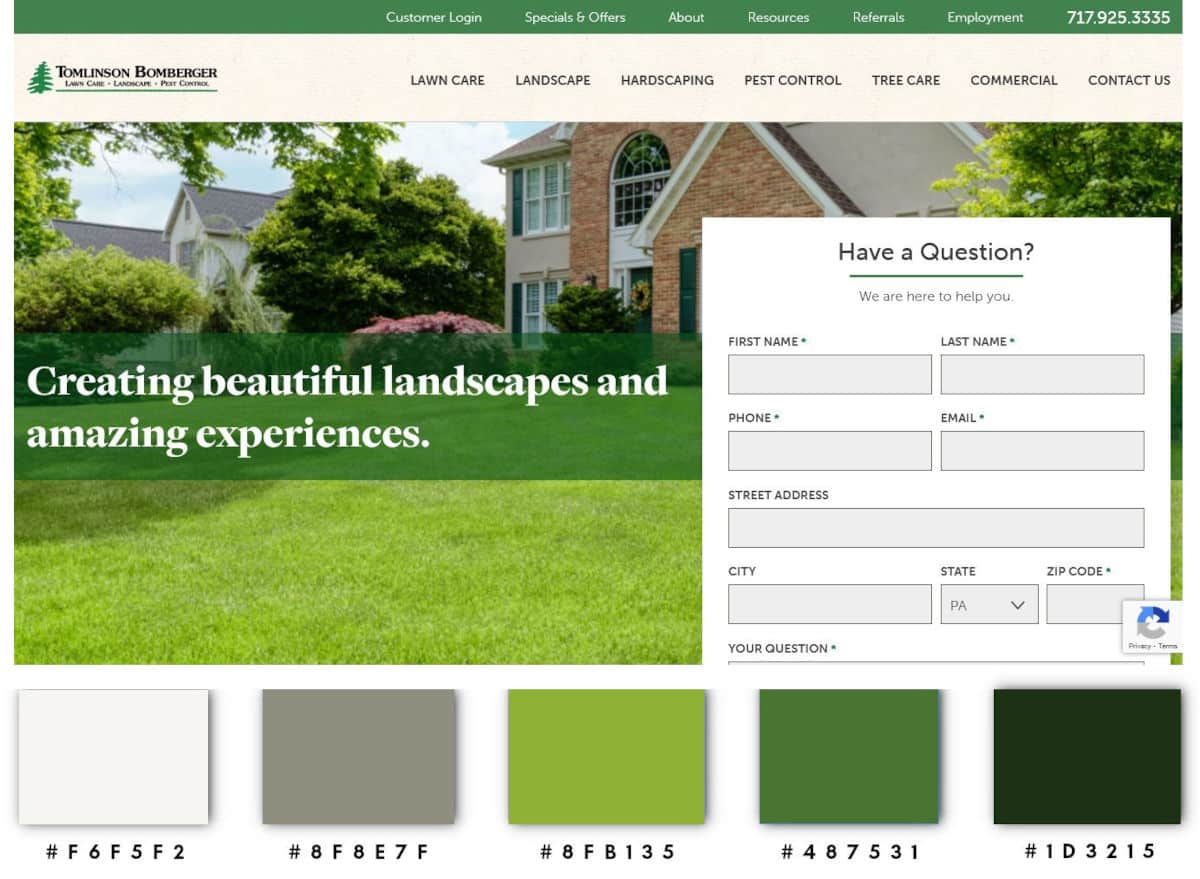 Customer Login Specials & Offers About Resources Referrals Employment 717.925.3335
TOMLINSON BOMBERGER
LAWN CARE · LANDSCAPE · PEST CONTROL
LAWN CARE LANDSCAPE HARDSCAPING PEST CONTROL TREE CARE COMMERCIAL CONTACT US
Creating beautiful landscapes and
amazing experiences.
Have a Question?
We are here to help you.
FIRST NAME * LAST NAME *
PHONE * EMAIL *
STREET ADDRESS
CITY STATE ZIP CODE *
PA
YOUR QUESTION *
Privacy - Terms
#F6F5F2 #8F8E7F #8FB135 #487531 #1D3215